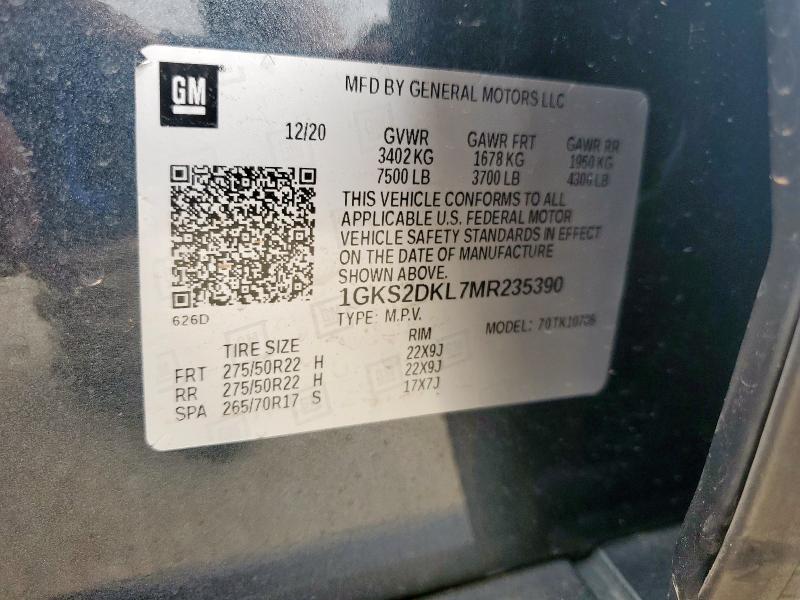 GM
MFD BY GENERAL MOTORS LLC
12/20 GVWR GAWR FRT GAWR RR
3402 KG 1678 KG 1950 KG
7500 LB 3700 LB 4300 LB
THIS VEHICLE CONFORMS TO ALL
APPLICABLE U.S. FEDERAL MOTOR
VEHICLE SAFETY STANDARDS IN EFFECT
ON THE DATE OF MANUFACTURE
SHOWN ABOVE.
1GKS2DKL7MR235390
626D
TYPE: M.P.V. MODEL:
TIRE SIZE RIM
FRT 275/50R22 H 22X9J
RR 275/50R22 H 22X9J
SPA 265/70R17 S 17X7J